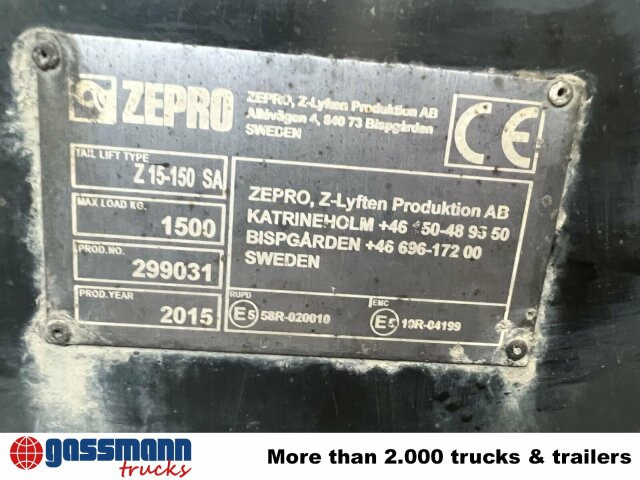 ZEPRO
ZEPRO, Z-Lyften Produktion AB
Allévägen 4, 840 73 Bispgården
SWEDEN
CE
TAIL LIFT TYPE
Z 15-150 SA
MAX LOAD KG.
1500
PROD.NO.
299031
PROD.YEAR
2015
ZEPRO, Z-Lyften Produktion AB
KATRINEHOLM +46 150-48 95 50
BISPGÅRDEN +46 696-172 00
SWEDEN
RUPD
E5 58R-020010
EMC
E5 10R-04199
gassmann
trucks
More than 2.000 trucks & trailers